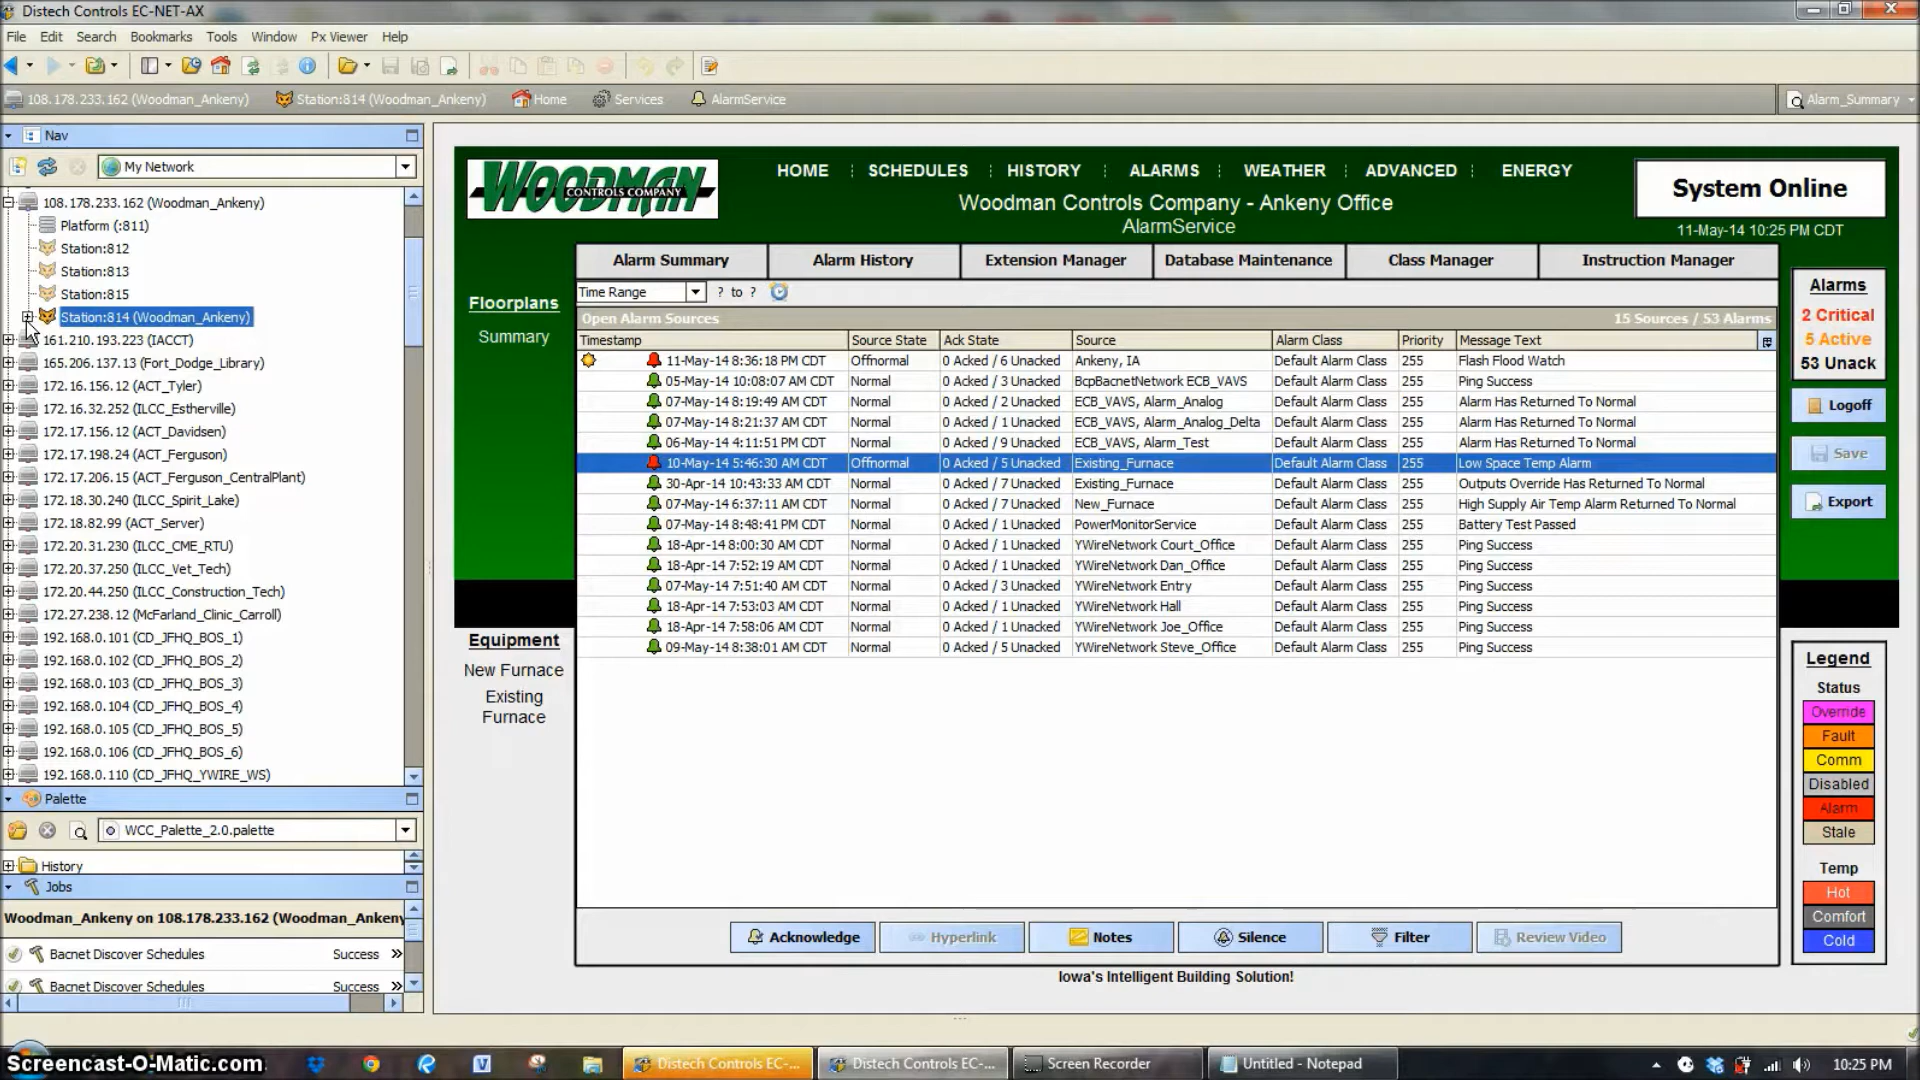 Distech Controls EC-NET-AX
File Edit Search Bookmarks Tools Window Px Viewer Help
108.178.233.162 (Woodman_Ankeny) Station:814 (Woodman_Ankeny) Home Services AlarmService Alarm_Summary
Nav
My Network
108.178.233.162 (Woodman_Ankeny)
Platform (:811)
Station:812
Station:813
Station:815
Station:814 (Woodman_Ankeny)
161.210.193.223 (IACCT)
165.206.137.13 (Fort_Dodge_Library)
172.16.156.12 (ACT_Tyler)
172.16.32.252 (ILCC_Estherville)
172.17.156.12 (ACT_Davidsen)
172.17.198.24 (ACT_Ferguson)
172.17.206.15 (ACT_Ferguson_CentralPlant)
172.18.30.240 (ILCC_Spirit_Lake)
172.18.82.99 (ACT_Server)
172.20.31.230 (ILCC_CME_RTU)
172.20.37.250 (ILCC_Vet_Tech)
172.20.44.250 (ILCC_Construction_Tech)
172.27.238.12 (McFarland_Clinic_Carroll)
192.168.0.101 (CD_JFHQ_BOS_1)
192.168.0.102 (CD_JFHQ_BOS_2)
192.168.0.103 (CD_JFHQ_BOS_3)
192.168.0.104 (CD_JFHQ_BOS_4)
192.168.0.105 (CD_JFHQ_BOS_5)
192.168.0.106 (CD_JFHQ_BOS_6)
192.168.0.110 (CD_JFHQ_YWIRE_WS)
Palette
WCC_Palette_2.0.palette
History
Jobs
Woodman_Ankeny on 108.178.233.162 (Woodman_Ankeny
Bacnet Discover Schedules Success »
Bacnet Discover Schedules Success »
WOODMAN
CONTROLS COMPANY
HOME SCHEDULES HISTORY ALARMS WEATHER ADVANCED ENERGY
Woodman Controls Company - Ankeny Office
AlarmService
System Online
11-May-14 10:25 PM CDT
Floorplans
Summary
Equipment
New Furnace
Existing
Furnace
Alarm Summary Alarm History Extension Manager Database Maintenance Class Manager Instruction Manager
Time Range ? to ?
Open Alarm Sources 15 Sources / 53 Alarms
Timestamp Source State Ack State Source Alarm Class Priority Message Text
11-May-14 8:36:18 PM CDT Offnormal 0 Acked / 6 Unacked Ankeny, IA Default Alarm Class 255 Flash Flood Watch
05-May-14 10:08:07 AM CDT Normal 0 Acked / 3 Unacked BcpBacnetNetwork ECB_VAVS Default Alarm Class 255 Ping Success
07-May-14 8:19:49 AM CDT Normal 0 Acked / 2 Unacked ECB_VAVS, Alarm_Analog Default Alarm Class 255 Alarm Has Returned To Normal
07-May-14 8:21:37 AM CDT Normal 0 Acked / 1 Unacked ECB_VAVS, Alarm_Analog_Delta Default Alarm Class 255 Alarm Has Returned To Normal
06-May-14 4:11:51 PM CDT Normal 0 Acked / 9 Unacked ECB_VAVS, Alarm_Test Default Alarm Class 255 Alarm Has Returned To Normal
10-May-14 5:46:30 AM CDT Offnormal 0 Acked / 5 Unacked Existing_Furnace Default Alarm Class 255 Low Space Temp Alarm
30-Apr-14 10:43:33 AM CDT Normal 0 Acked / 7 Unacked Existing_Furnace Default Alarm Class 255 Outputs Override Has Returned To Normal
07-May-14 6:37:11 AM CDT Normal 0 Acked / 7 Unacked New_Furnace Default Alarm Class 255 High Supply Air Temp Alarm Returned To Normal
07-May-14 8:48:41 PM CDT Normal 0 Acked / 1 Unacked PowerMonitorService Default Alarm Class 255 Battery Test Passed
18-Apr-14 8:00:30 AM CDT Normal 0 Acked / 1 Unacked YWireNetwork Court_Office Default Alarm Class 255 Ping Success
18-Apr-14 7:52:19 AM CDT Normal 0 Acked / 1 Unacked YWireNetwork Dan_Office Default Alarm Class 255 Ping Success
07-May-14 7:51:40 AM CDT Normal 0 Acked / 3 Unacked YWireNetwork Entry Default Alarm Class 255 Ping Success
18-Apr-14 7:53:03 AM CDT Normal 0 Acked / 1 Unacked YWireNetwork Hall Default Alarm Class 255 Ping Success
18-Apr-14 7:58:06 AM CDT Normal 0 Acked / 1 Unacked YWireNetwork Joe_Office Default Alarm Class 255 Ping Success
09-May-14 8:38:01 AM CDT Normal 0 Acked / 5 Unacked YWireNetwork Steve_Office Default Alarm Class 255 Ping Success
Acknowledge Hyperlink Notes Silence Filter Review Video
Iowa's Intelligent Building Solution!
Alarms
2 Critical
5 Active
53 Unack
Logoff
Save
Export
Legend
Status
Override
Fault
Comm
Disabled
Alarm
Stale
Temp
Hot
Comfort
Cold
Screencast-O-Matic.com
Distech Controls EC-... Distech Controls EC-... Screen Recorder Untitled - Notepad 10:25 PM